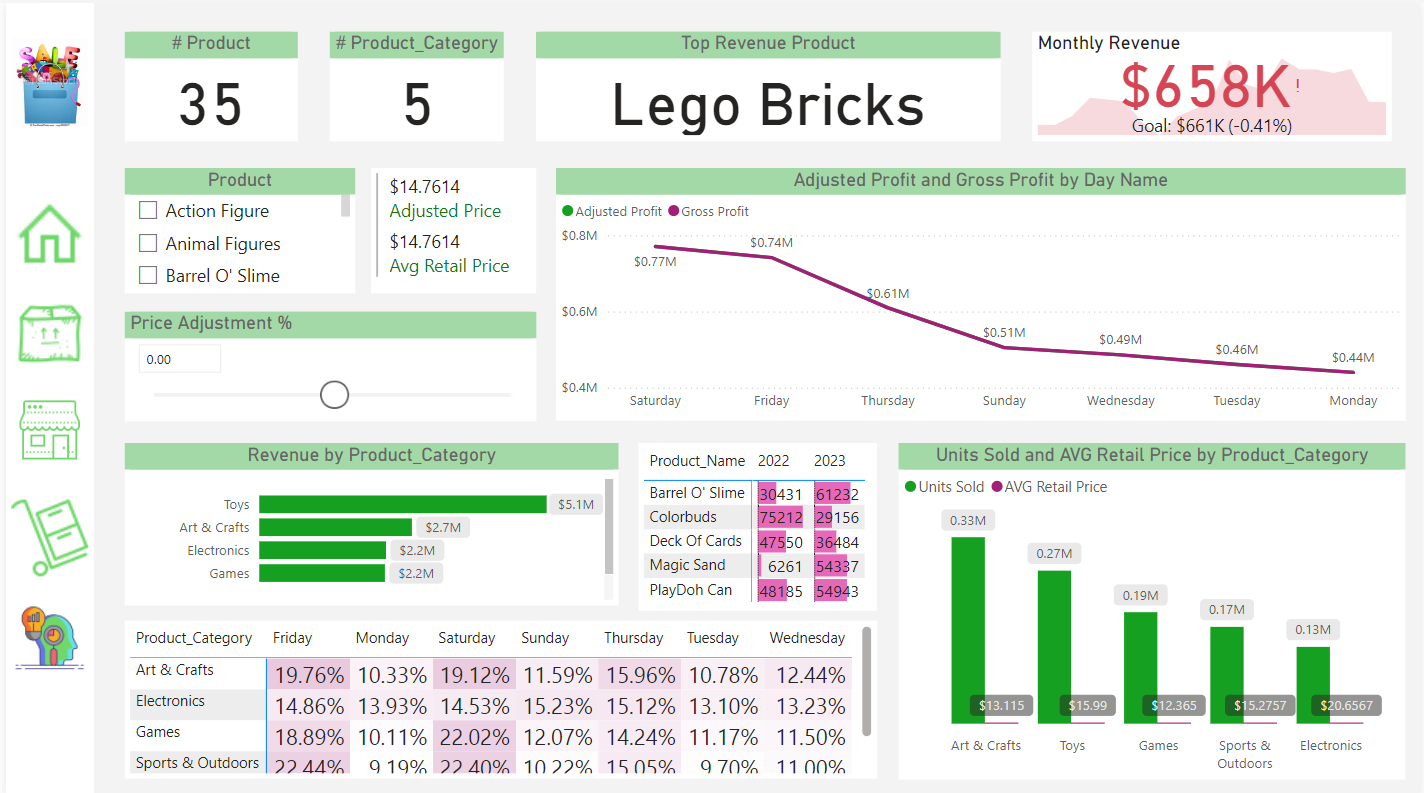 SALE
# Product
35
# Product_Category
5
Top Revenue Product
Lego Bricks
Monthly Revenue
$658K!
Goal: $661K (-0.41%)
Product
Action Figure
Animal Figures
Barrel O' Slime
$14.7614
Adjusted Price
$14.7614
Avg Retail Price
Price Adjustment %
0.00
Adjusted Profit and Gross Profit by Day Name
Adjusted Profit Gross Profit
$0.8M
$0.6M
$0.4M
$0.77M
$0.74M
$0.61M
$0.51M
$0.49M
$0.46M
$0.44M
Saturday Friday Thursday Sunday Wednesday Tuesday Monday
Revenue by Product_Category
Toys $5.1M
Art & Crafts $2.7M
Electronics $2.2M
Games $2.2M
Product_Name 2022 2023
Barrel O' Slime 30431 61232
Colorbuds 75212 29156
Deck Of Cards 47550 36484
Magic Sand 6261 54337
PlayDoh Can 48185 54943
Units Sold and AVG Retail Price by Product_Category
Units Sold AVG Retail Price
0.33M
0.27M
0.19M
0.17M
0.13M
$13.115 $15.99 $12.365 $15.2757 $20.6567
Art & Crafts Toys Games Sports & Outdoors Electronics
Product_Category Friday Monday Saturday Sunday Thursday Tuesday Wednesday
Art & Crafts 19.76% 10.33% 19.12% 11.59% 15.96% 10.78% 12.44%
Electronics 14.86% 13.93% 14.53% 15.23% 15.12% 13.10% 13.23%
Games 18.89% 10.11% 22.02% 12.07% 14.24% 11.17% 11.50%
Sports & Outdoors 22.44% 9.19% 22.40% 10.22% 15.05% 9.70% 11.00%